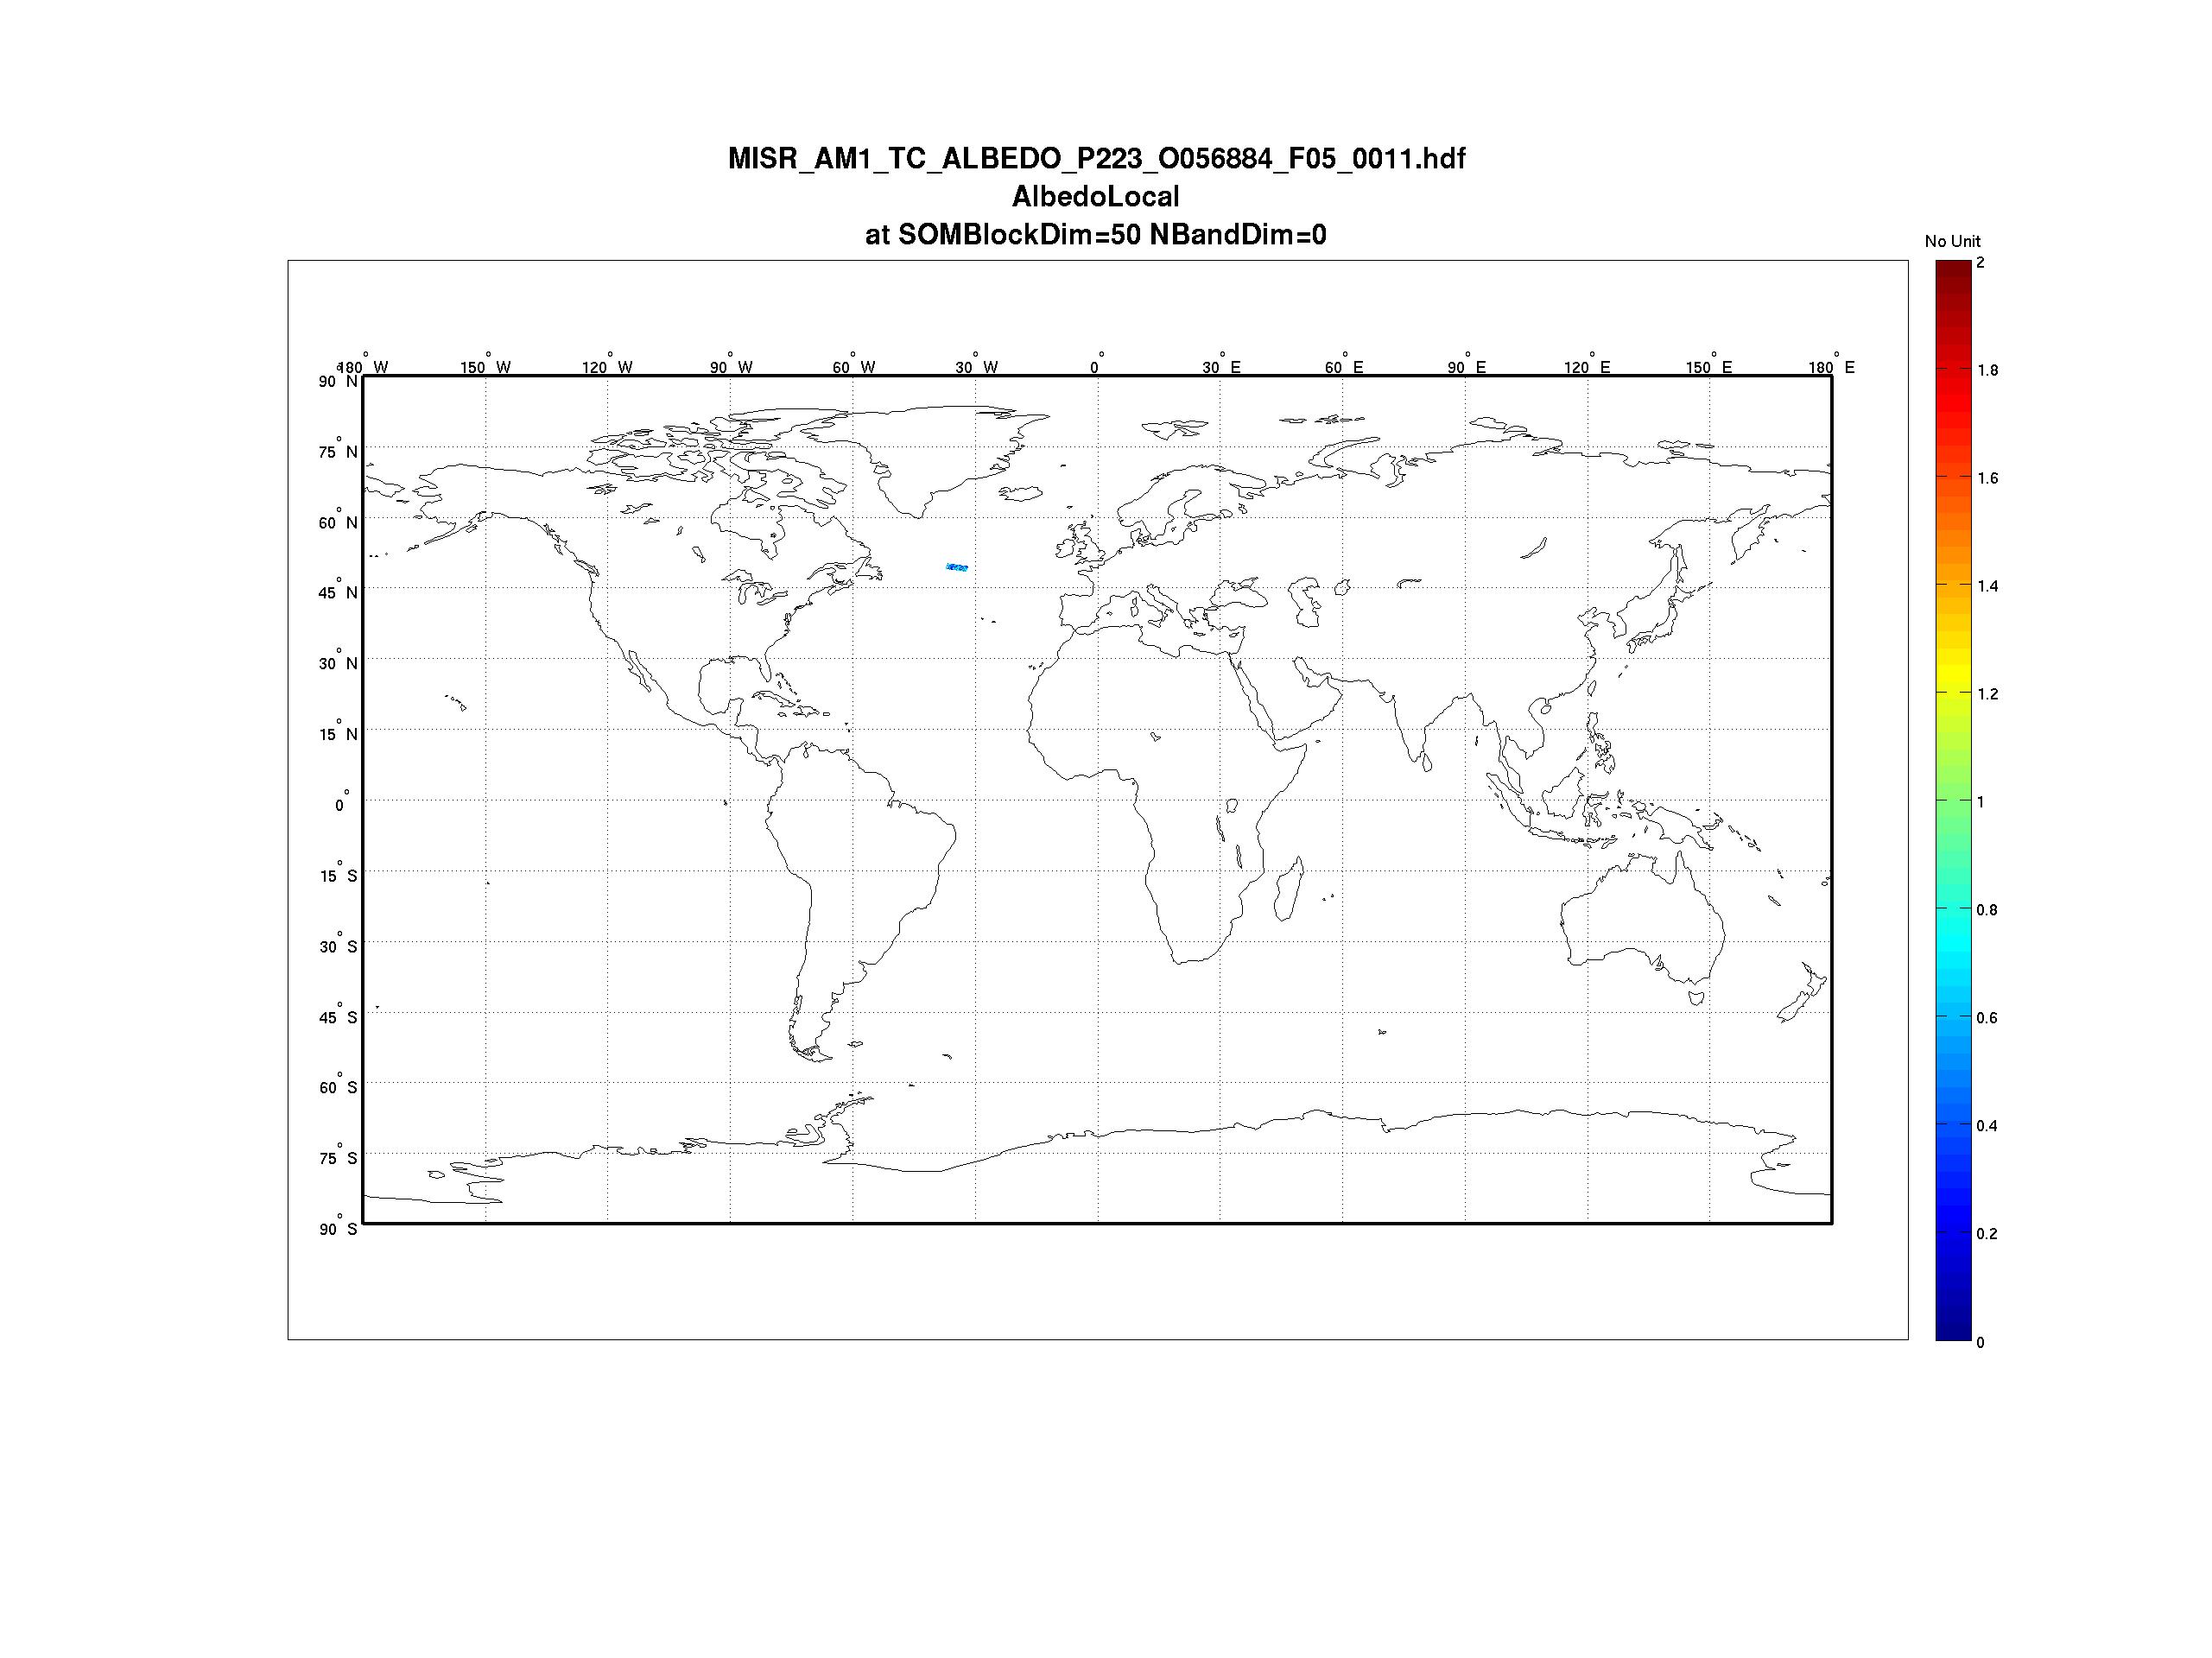 MISR_AM1_TC_ALBEDO_P223_O056884_F05_0011.hdf
AlbedoLocal
at SOMBlockDim=50 NBandDim=0
No Unit
180° W 150° W 120° W 90° W 60° W 30° W 0° 30° E 60° E 90° E 120° E 150° E 180° E
90° N
75° N
60° N
45° N
30° N
15° N
0°
15° S
30° S
45° S
60° S
75° S
90° S
2
1.8
1.6
1.4
1.2
1
0.8
0.6
0.4
0.2
0